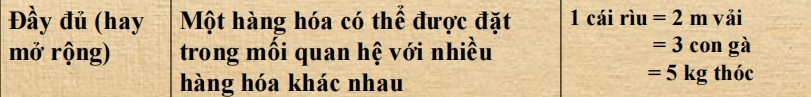 Đầy đủ (hay
mở rộng)
Một hàng hóa có thể được đặt
trong mối quan hệ với nhiều
hàng hóa khác nhau
1 cái rìu = 2 m vải
= 3 con gà
= 5 kg thóc